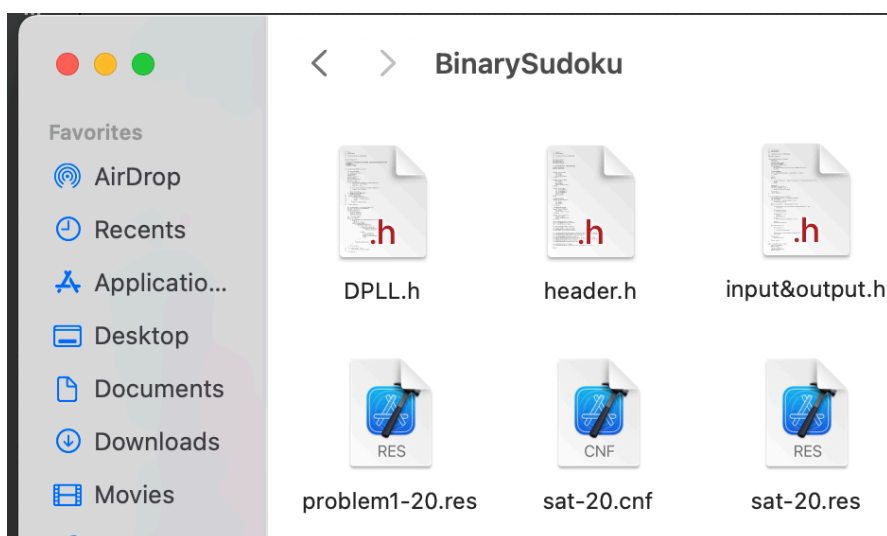 BinarySudoku
Favorites
AirDrop
Recents
Applicatio...
Desktop
Documents
Downloads
Movies
.h
.h
.h
DPLL.h
header.h
input&output.h
RES
CNF
RES
problem1-20.res
sat-20.cnf
sat-20.res